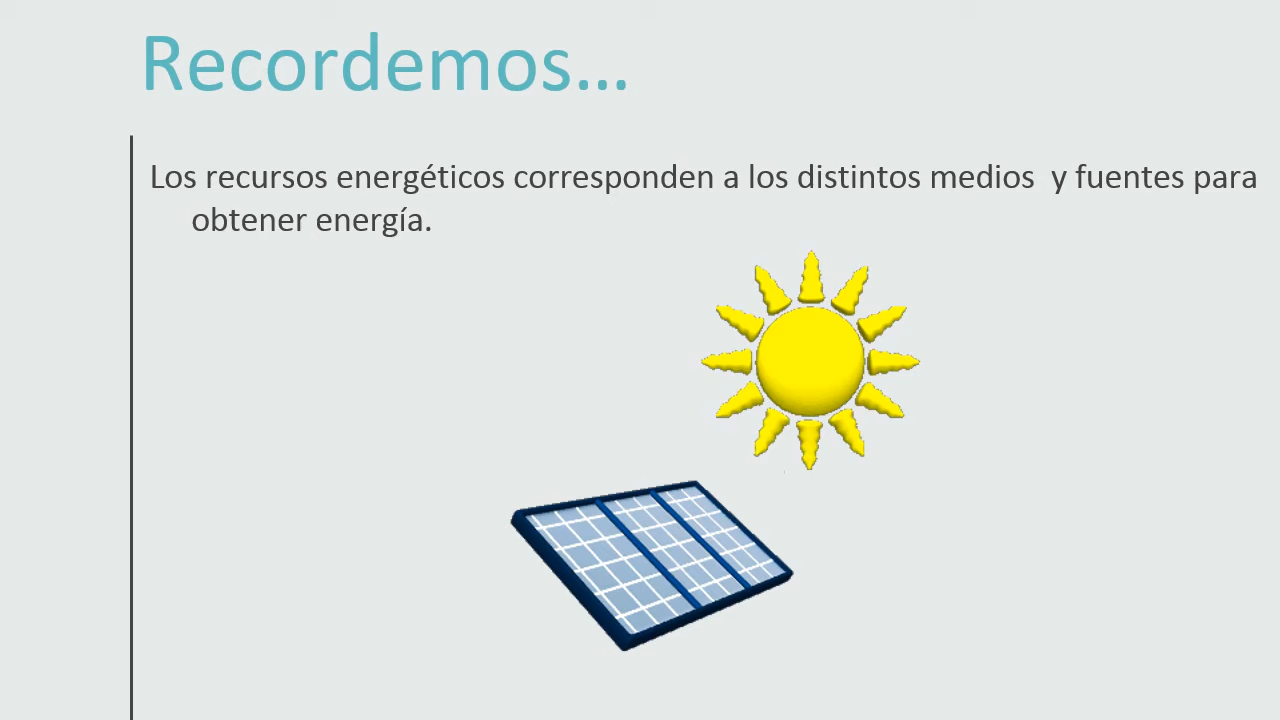 Recordemos...
Los recursos energéticos corresponden a los distintos medios  y fuentes para
obtener energía.